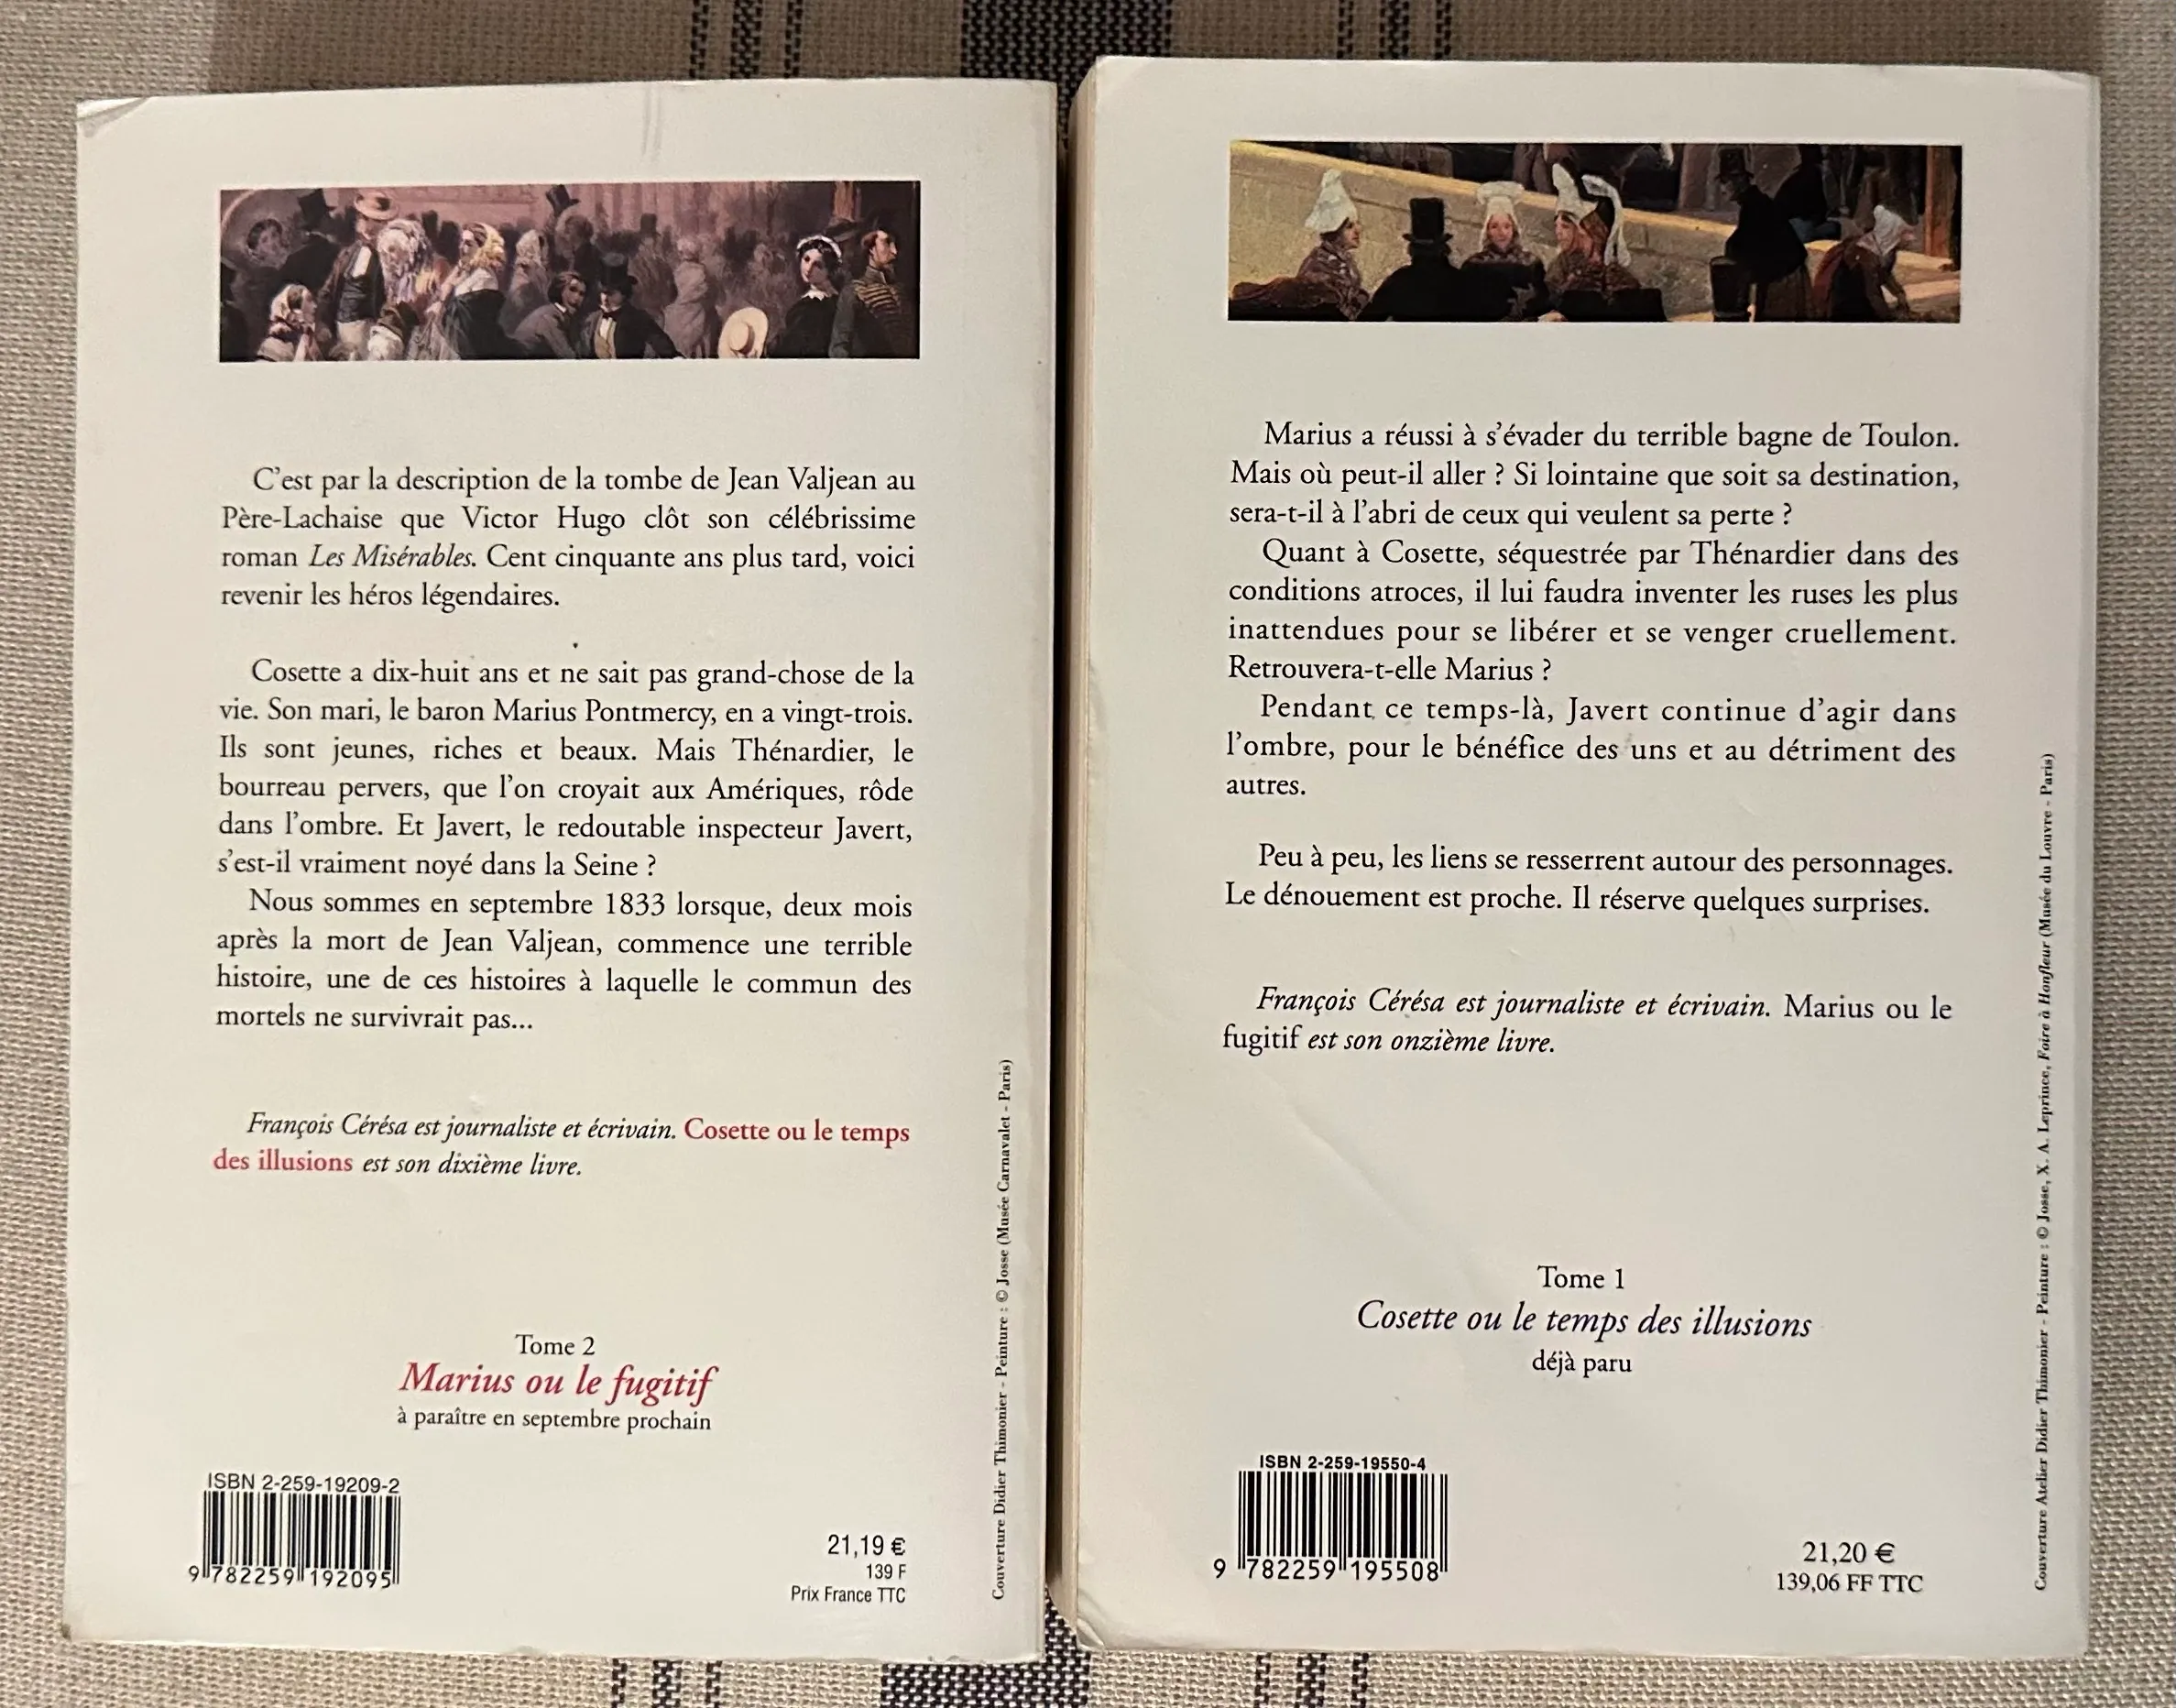 C'est par la description de la tombe de Jean Valjean au
Père-Lachaise que Victor Hugo clôt son célébrissime
roman Les Misérables. Cent cinquante ans plus tard, voici
revenir les héros légendaires.
Cosette a dix-huit ans et ne sait pas grand-chose de la
vie. Son mari, le baron Marius Pontmercy, en a vingt-trois.
Ils sont jeunes, riches et beaux. Mais Thénardier, le
bourreau pervers, que l'on croyait aux Amériques, rôde
dans l'ombre. Et Javert, le redoutable inspecteur Javert,
s'est-il vraiment noyé dans la Seine ?
Nous sommes en septembre 1833 lorsque, deux mois
après la mort de Jean Valjean, commence une terrible
histoire, une de ces histoires à laquelle le commun des
mortels ne survivrait pas...
François Cérésa est journaliste et écrivain. Cosette ou le temps
des illusions est son dixième livre.
Tome 2
Marius ou le fugitif
à paraître en septembre prochain
ISBN 2-259-19209-2
9 782259 192095
21,19 €
139 F
Prix France TTC
Couverture Didier Thimonier - Peinture : © Josse (Musée Carnavalet - Paris)
Marius a réussi à s'évader du terrible bagne de Toulon.
Mais où peut-il aller ? Si lointaine que soit sa destination,
sera-t-il à l'abri de ceux qui veulent sa perte ?
Quant à Cosette, séquestrée par Thénardier dans des
conditions atroces, il lui faudra inventer les ruses les plus
inattendues pour se libérer et se venger cruellement.
Retrouvera-t-elle Marius ?
Pendant ce temps-là, Javert continue d'agir dans
l'ombre, pour le bénéfice des uns et au détriment des
autres.
Peu à peu, les liens se resserrent autour des personnages.
Le dénouement est proche. Il réserve quelques surprises.
François Cérésa est journaliste et écrivain. Marius ou le
fugitif est son onzième livre.
Tome 1
Cosette ou le temps des illusions
déjà paru
ISBN 2-259-19550-4
9 782259 195508
21,20 €
139,06 FF TTC
Couverture Atelier Didier Thimonier - Peinture : © Josse, X. A. Leprince, Foire à Honfleur (Musée du Louvre - Paris)